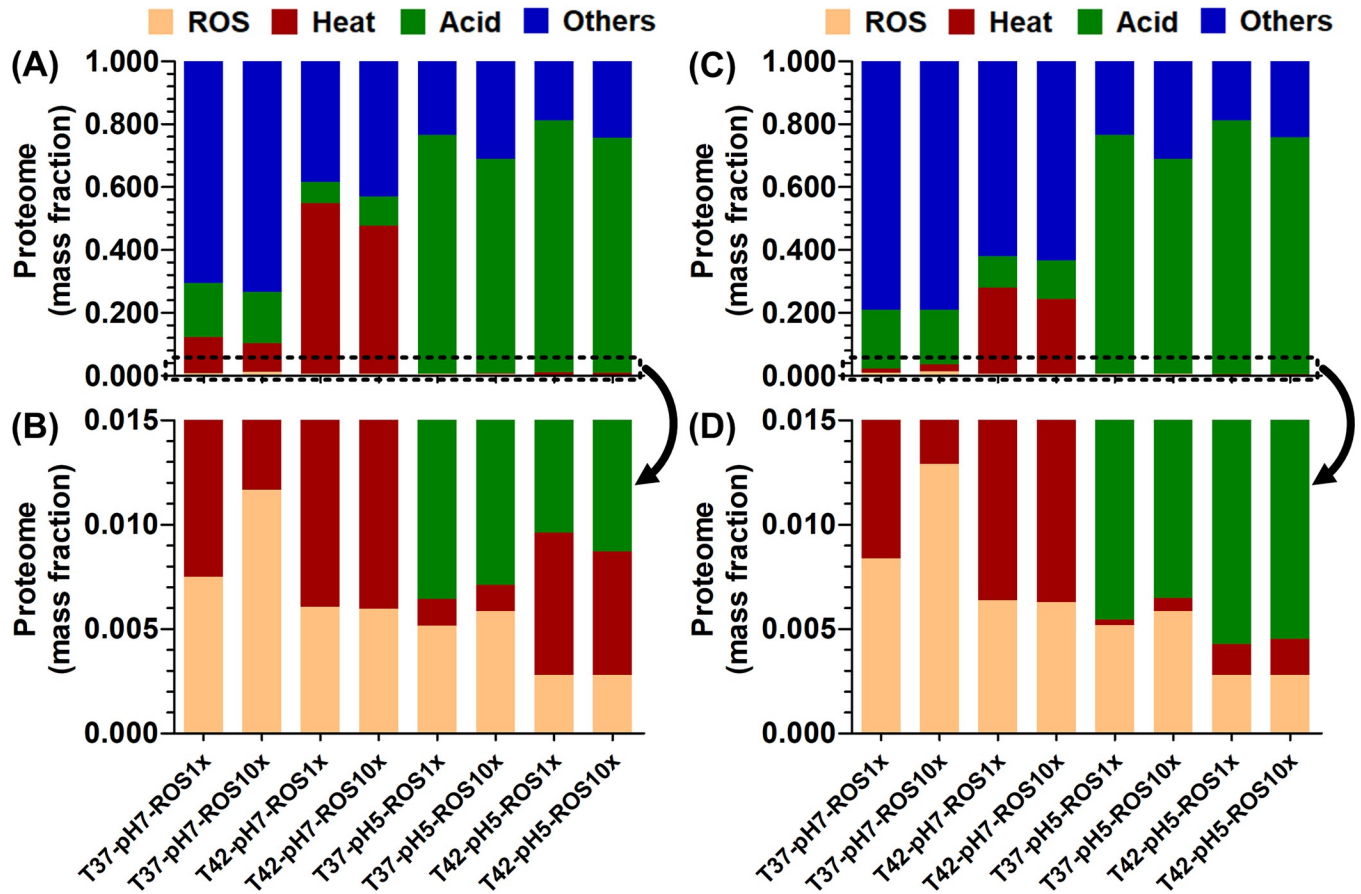 ROS Heat Acid Others
ROS Heat Acid Others
(A)
Proteome
(mass fraction)
1.000
0.800
0.600
0.400
0.200
0.000
(C)
Proteome
(mass fraction)
1.000
0.800
0.600
0.400
0.200
0.000
(B)
Proteome
(mass fraction)
0.015
0.010
0.005
0.000
T37-pH7-ROS1x
T37-pH7-ROS10x
T42-pH7-ROS1x
T42-pH7-ROS10x
T37-pH5-ROS1x
T37-pH5-ROS10x
T42-pH5-ROS1x
T42-pH5-ROS10x
(D)
Proteome
(mass fraction)
0.015
0.010
0.005
0.000
T37-pH7-ROS1x
T37-pH7-ROS10x
T42-pH7-ROS1x
T42-pH7-ROS10x
T37-pH5-ROS1x
T37-pH5-ROS10x
T42-pH5-ROS1x
T42-pH5-ROS10x